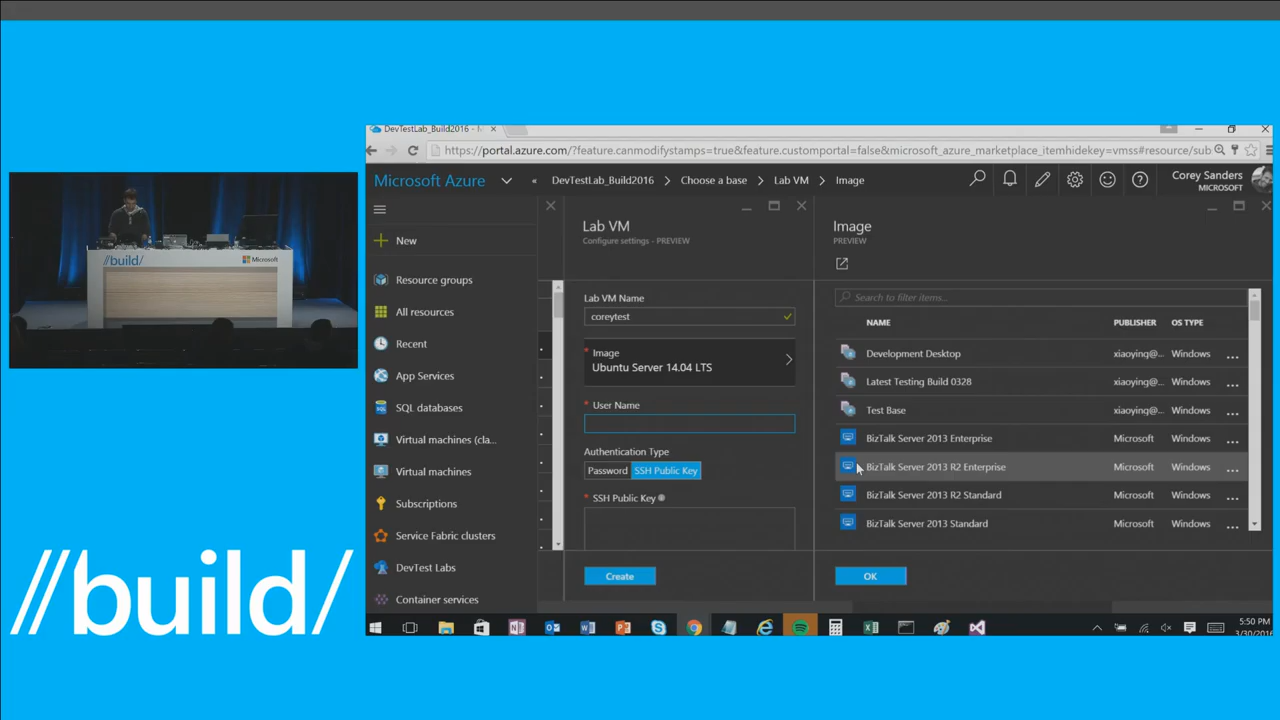 //build/
Microsoft
//build/
DevTestLab_Build2016 - M
https://portal.azure.com/?feature.canmodifystamps=true&feature.customportal=false&microsoft_azure_marketplace_itemhidekey=vmss#resource/sub
Microsoft Azure
« DevTestLab_Build2016 > Choose a base > Lab VM > Image
Corey Sanders
MICROSOFT
New
Resource groups
All resources
Recent
App Services
SQL databases
Virtual machines (cla...
Virtual machines
Subscriptions
Service Fabric clusters
DevTest Labs
Container services
Lab VM
Configure settings - PREVIEW
Lab VM Name
coreytest
* Image
Ubuntu Server 14.04 LTS
* User Name
Authentication Type
Password SSH Public Key
* SSH Public Key
Create
Image
PREVIEW
Search to filter items...
NAME PUBLISHER OS TYPE
Development Desktop xiaoying@... Windows ...
Latest Testing Build 0328 xiaoying@... Windows ...
Test Base xiaoying@... Windows ...
BizTalk Server 2013 Enterprise Microsoft Windows ...
BizTalk Server 2013 R2 Enterprise Microsoft Windows ...
BizTalk Server 2013 R2 Standard Microsoft Windows ...
BizTalk Server 2013 Standard Microsoft Windows ...
OK
5:50 PM
3/30/2016